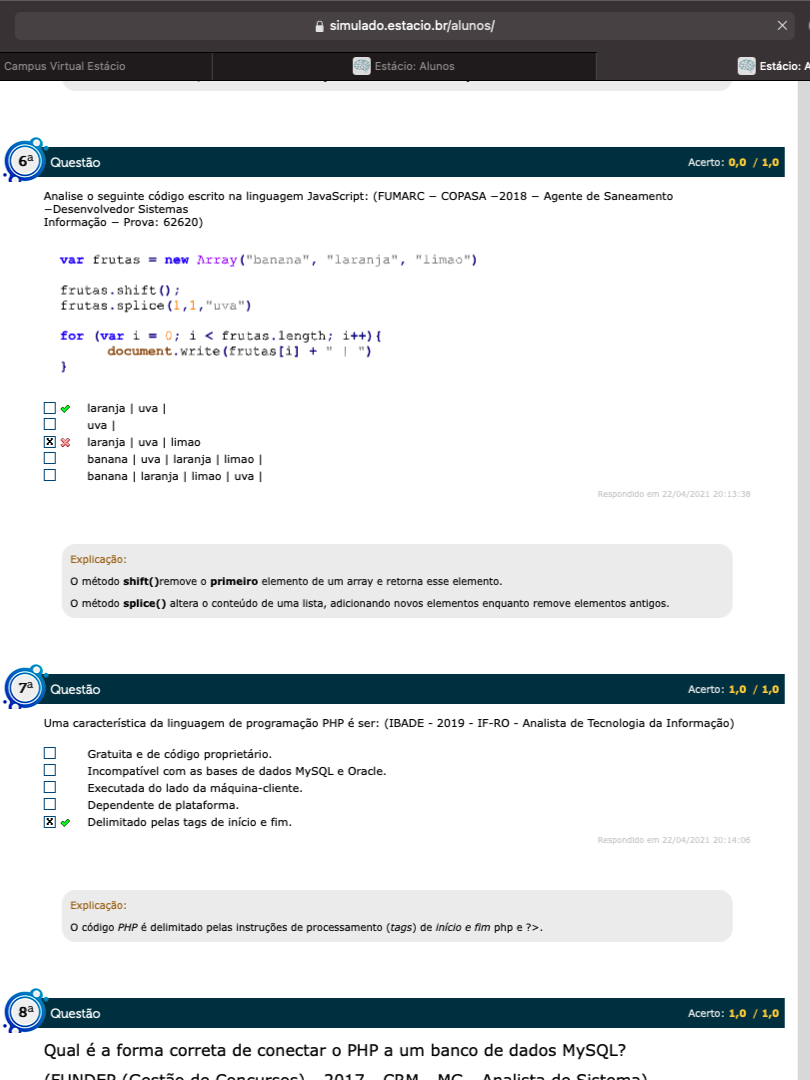 simulado.estacio.br/alunos/
Campus Virtual Estácio
Estácio: Alunos
Estácio: A
6ª Questão
Acerto: 0,0 / 1,0
Analise o seguinte código escrito na linguagem JavaScript: (FUMARC − COPASA −2018 − Agente de Saneamento
−Desenvolvedor Sistemas
Informação − Prova: 62620)
var frutas = new Array("banana", "laranja", "limao")
frutas.shift();
frutas.splice(1,1,"uva")
for (var i = 0; i < frutas.length; i++){
document.write(frutas[i] + " | ")
}
laranja | uva |
uva |
X laranja | uva | limao
banana | uva | laranja | limao |
banana | laranja | limao | uva |
Respondido em 22/04/2021 20:13:38
Explicação:
O método shift()remove o primeiro elemento de um array e retorna esse elemento.
O método splice() altera o conteúdo de uma lista, adicionando novos elementos enquanto remove elementos antigos.
7ª Questão
Acerto: 1,0 / 1,0
Uma característica da linguagem de programação PHP é ser: (IBADE - 2019 - IF-RO - Analista de Tecnologia da Informação)
Gratuita e de código proprietário.
Incompatível com as bases de dados MySQL e Oracle.
Executada do lado da máquina-cliente.
Dependente de plataforma.
X Delimitado pelas tags de início e fim.
Respondido em 22/04/2021 20:14:06
Explicação:
O código PHP é delimitado pelas instruções de processamento (tags) de início e fim php e ?>.
8ª Questão
Acerto: 1,0 / 1,0
Qual é a forma correta de conectar o PHP a um banco de dados MySQL?
(FUNDEP (Gestão de Concursos) - 2017 - CRM - MG - Analista de Sistema)